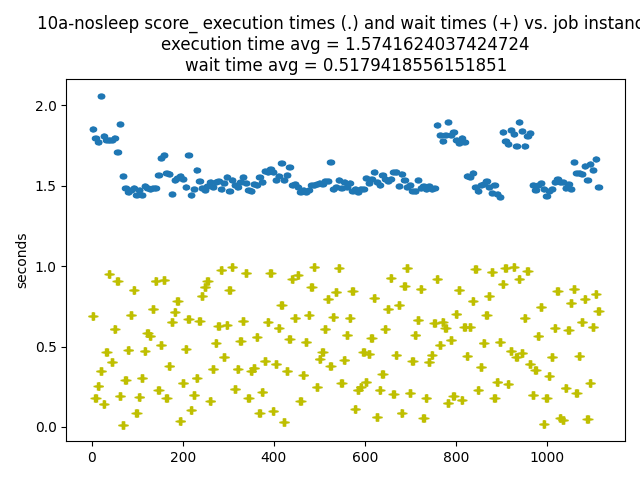 10a-nosleep score_ execution times (.) and wait times (+) vs. job instanc
execution time avg = 1.5741624037424724
wait time avg = 0.5179418556151851
2.0
1.5
1.0
0.5
0.0
seconds
0 200 400 600 800 1000